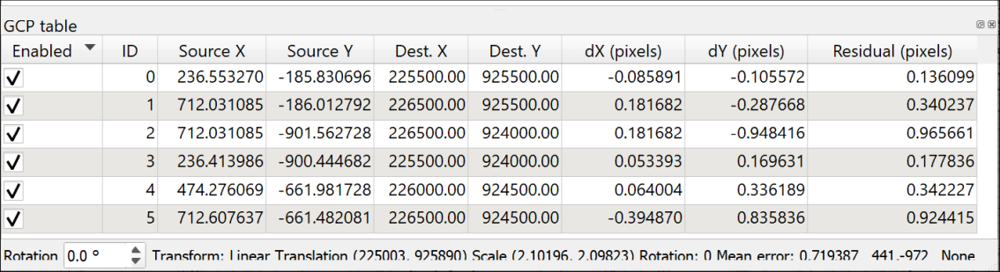 GCP table
Enabled ID Source X Source Y Dest. X Dest. Y dX (pixels) dY (pixels) Residual (pixels)
0 236.553270 -185.830696 225500.00 925500.00 -0.085891 -0.105572 0.136099
1 712.031085 -186.012792 226500.00 925500.00 0.181682 -0.287668 0.340237
2 712.031085 -901.562728 226500.00 924000.00 0.181682 -0.948416 0.965661
3 236.413986 -900.444682 225500.00 924000.00 0.053393 0.169631 0.177836
4 474.276069 -661.981728 226000.00 924500.00 0.064004 0.336189 0.342227
5 712.607637 -661.482081 226500.00 924500.00 -0.394870 0.835836 0.924415
Rotation 0.0 ° Transform: Linear Translation (225003, 925890) Scale (2.10196, 2.09823) Rotation: 0 Mean error: 0.719387 441,-972 None